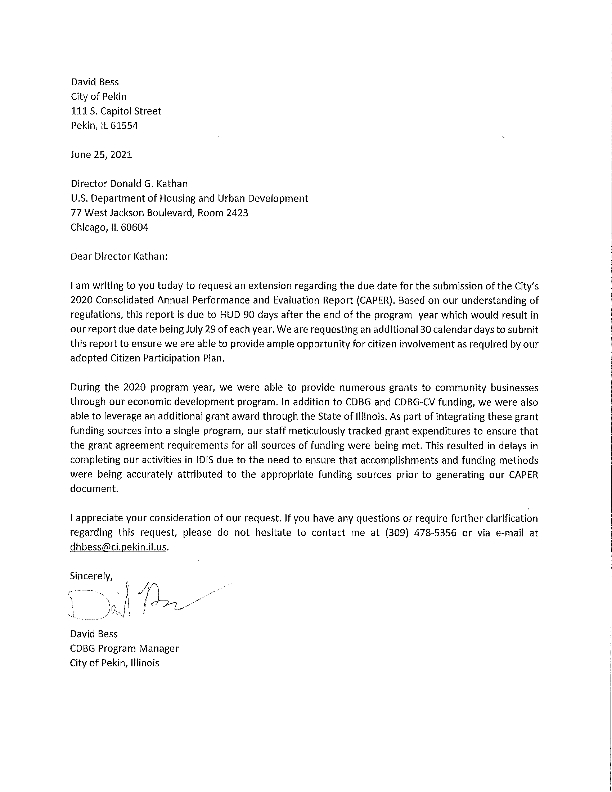 David Bess
City of Pekin
111 S. Capitol Street
Pekin, IL 61554
June 25, 2021
Director Donald G. Kathan
U.S. Department of Housing and Urban Development
77 West Jackson Boulevard, Room 2423
Chicago, IL 60604
Dear Director Kathan:
I am writing to you today to request an extension regarding the due date for the submission of the City's
2020 Consolidated Annual Performance and Evaluation Report (CAPER). Based on our understanding of
regulations, this report is due to HUD 90 days after the end of the program year which would result in
our report due date being July 29 of each year. We are requesting an additional 30 calendar days to submit
this report to ensure we are able to provide ample opportunity for citizen involvement as required by our
adopted Citizen Participation Plan.
During the 2020 program year, we were able to provide numerous grants to community businesses
through our economic development program. In addition to CDBG and CDBG-CV funding, we were also
able to leverage an additional grant award through the State of Illinois. As part of integrating these grant
funding sources into a single program, our staff meticulously tracked grant expenditures to ensure that
the grant agreement requirements for all sources of funding were being met. This resulted in delays in
completing our activities in IDIS due to the need to ensure that accomplishments and funding methods
were being accurately attributed to the appropriate funding sources prior to generating our CAPER
document.
I appreciate your consideration of our request. If you have any questions or require further clarification
regarding this request, please do not hesitate to contact me at (309) 478-5356 or via e-mail at
dhbess@ci.pekin.il.us.
Sincerely,
David Bess
CDBG Program Manager
City of Pekin, Illinois